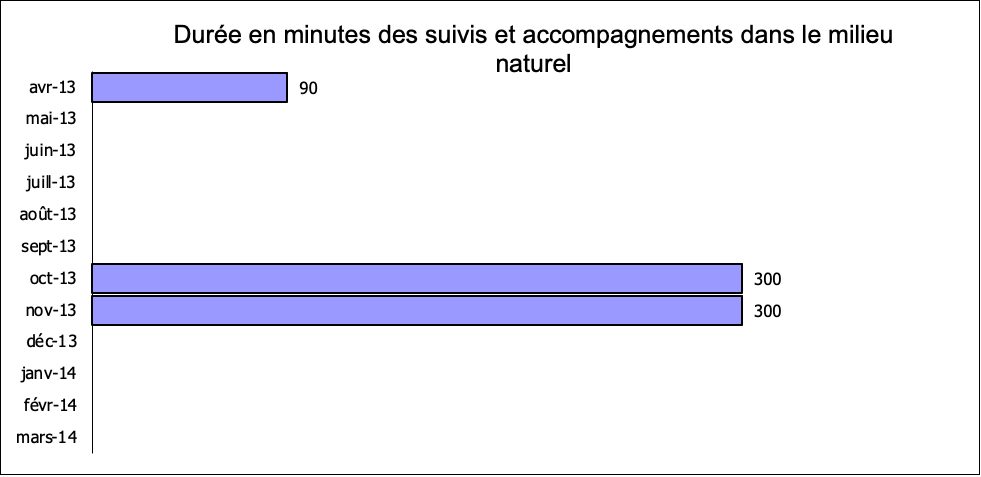 Durée en minutes des suivis et accompagnements dans le milieu
naturel
avr-13 90
mai-13
juin-13
juill-13
août-13
sept-13
oct-13 300
nov-13 300
déc-13
janv-14
févr-14
mars-14